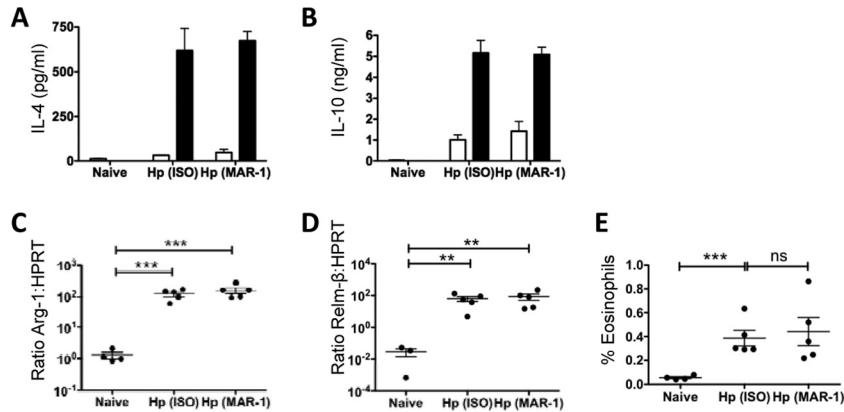 A
IL-4 (pg/ml)
750
500
250
0
Naive Hp (ISO) Hp (MAR-1)
B
IL-10 (ng/ml)
6
5
4
3
2
1
0
Naive Hp (ISO) Hp (MAR-1)
C
Ratio Arg-1:HPRT
***
***
10³
10²
10¹
10⁰
10⁻¹
Naive Hp (ISO) Hp (MAR-1)
D
Ratio Relm-β:HPRT
**
**
10⁴
10²
10⁰
10⁻²
10⁻⁴
Naive Hp (ISO) Hp (MAR-1)
E
% Eosinophils
*** ns
1.0
0.8
0.6
0.4
0.2
0.0
Naive Hp (ISO) Hp (MAR-1)